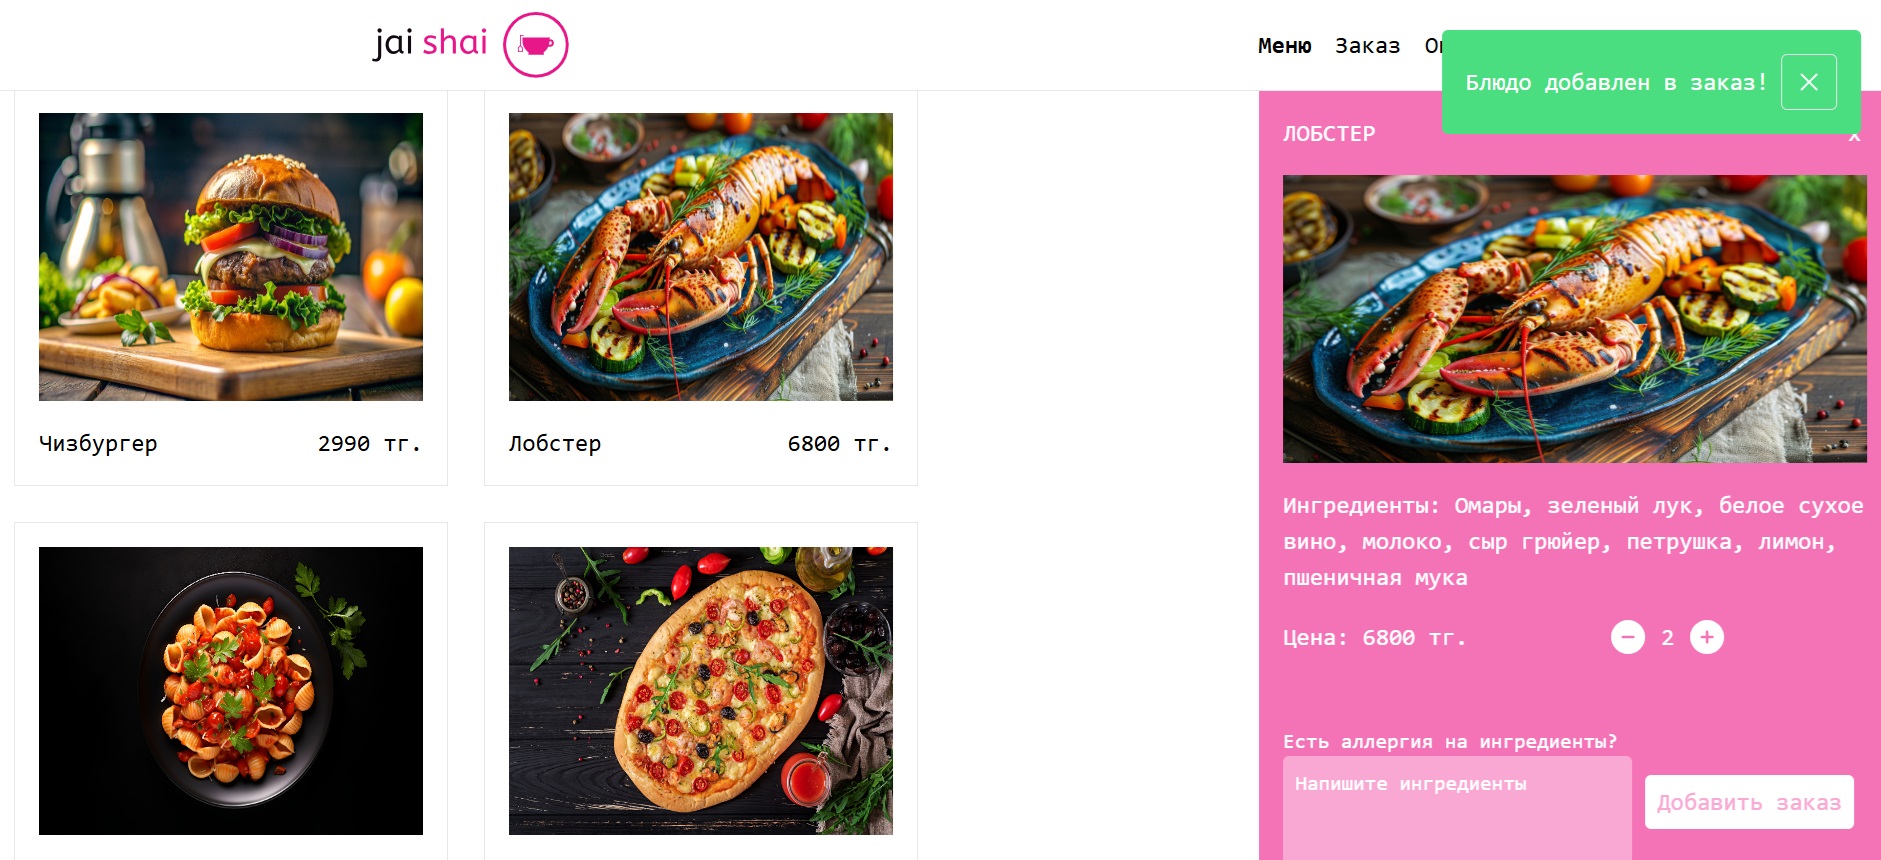 jai shai
Меню Заказ
Блюдо добавлен в заказ!
ЛОБСТЕР
x
Чизбургер 2990 тг.
Лобстер 6800 тг.
Ингредиенты: Омары, зеленый лук, белое сухое
вино, молоко, сыр грюйер, петрушка, лимон,
пшеничная мука
Цена: 6800 тг. − 2 +
Есть аллергия на ингредиенты?
Напишите ингредиенты
Добавить заказ